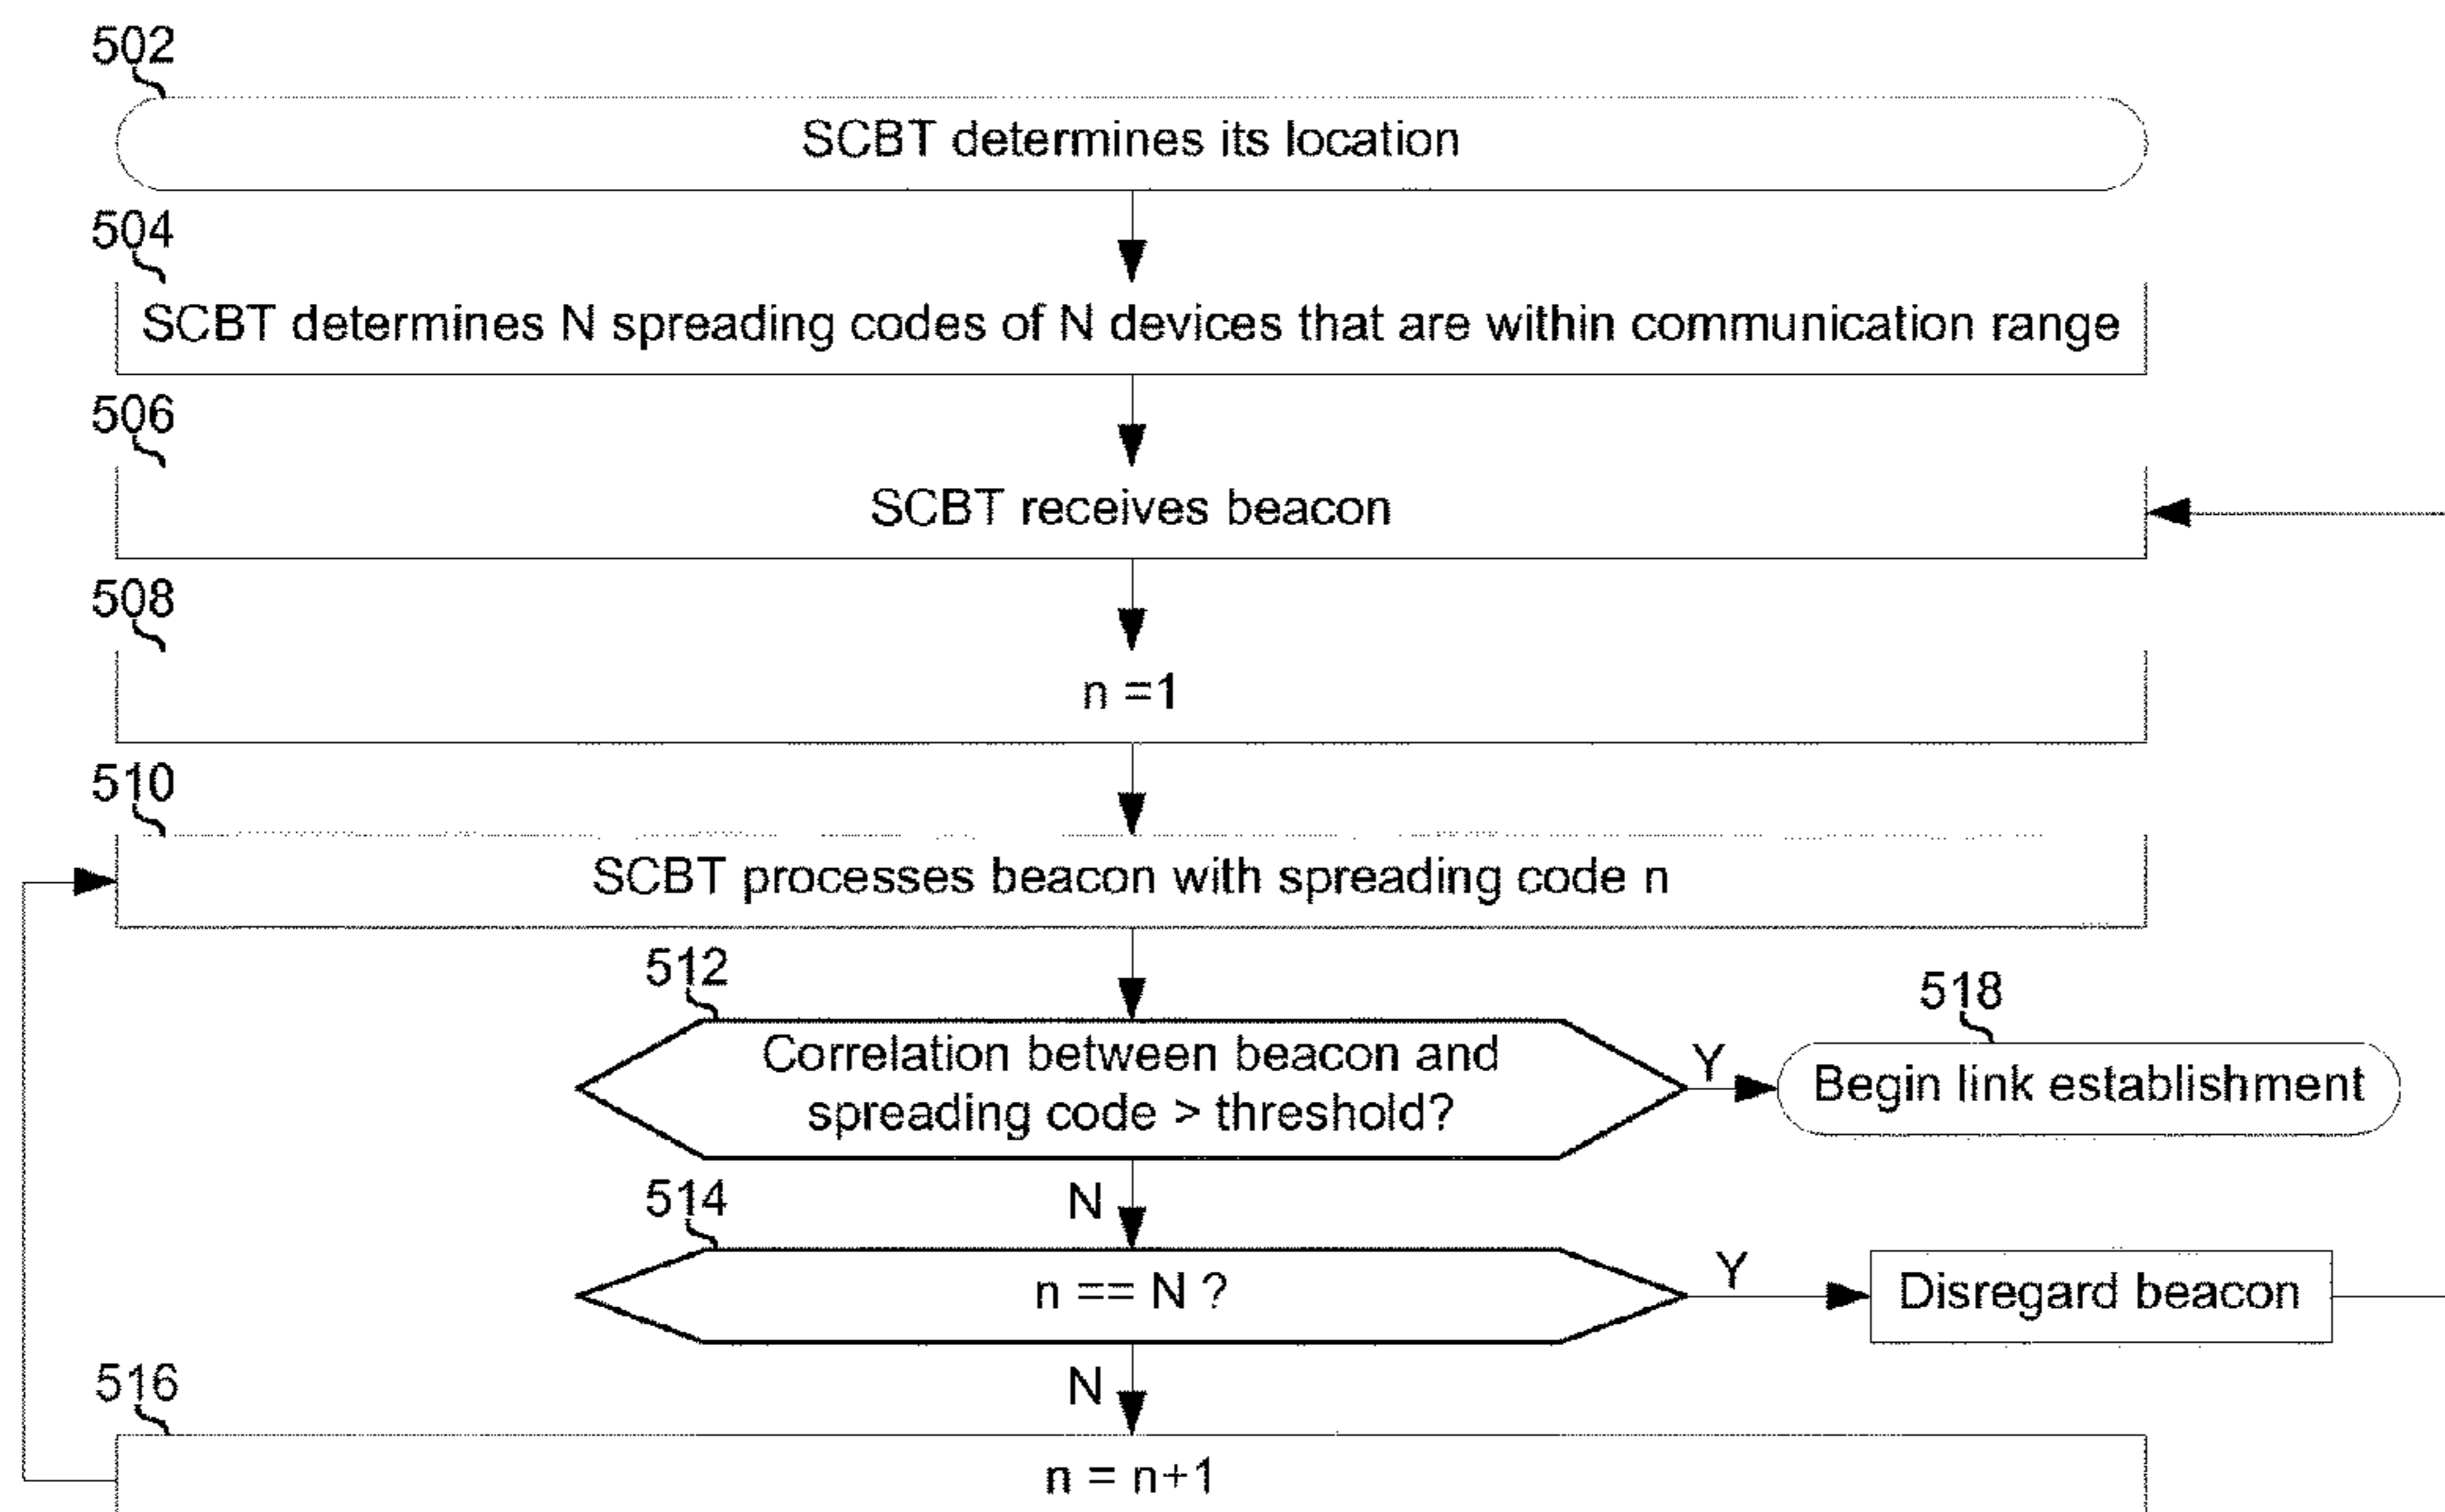 502
SCBT determines its location
504
SCBT determines N spreading codes of N devices that are within communication range
506
SCBT receives beacon
508
n =1
510
SCBT processes beacon with spreading code n
512
Correlation between beacon and
spreading code > threshold?
Y
518
Begin link establishment
N
514
n == N ?
Y
Disregard beacon
N
516
n = n+1